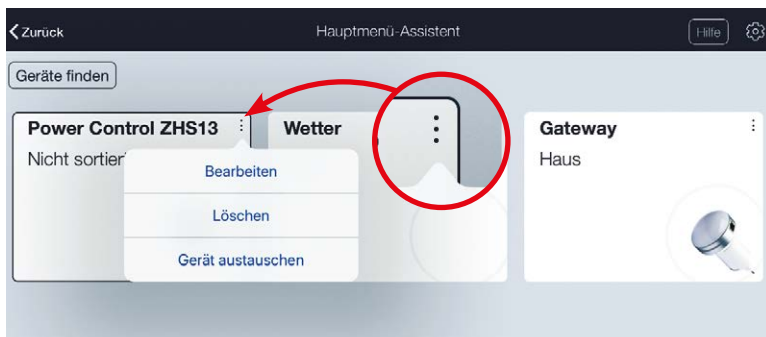 Zurück
Hauptmenü-Assistent
Hilfe
Geräte finden
Power Control ZHS13
Nicht sortier
Bearbeiten
Löschen
Gerät austauschen
Wetter
Gateway
Haus